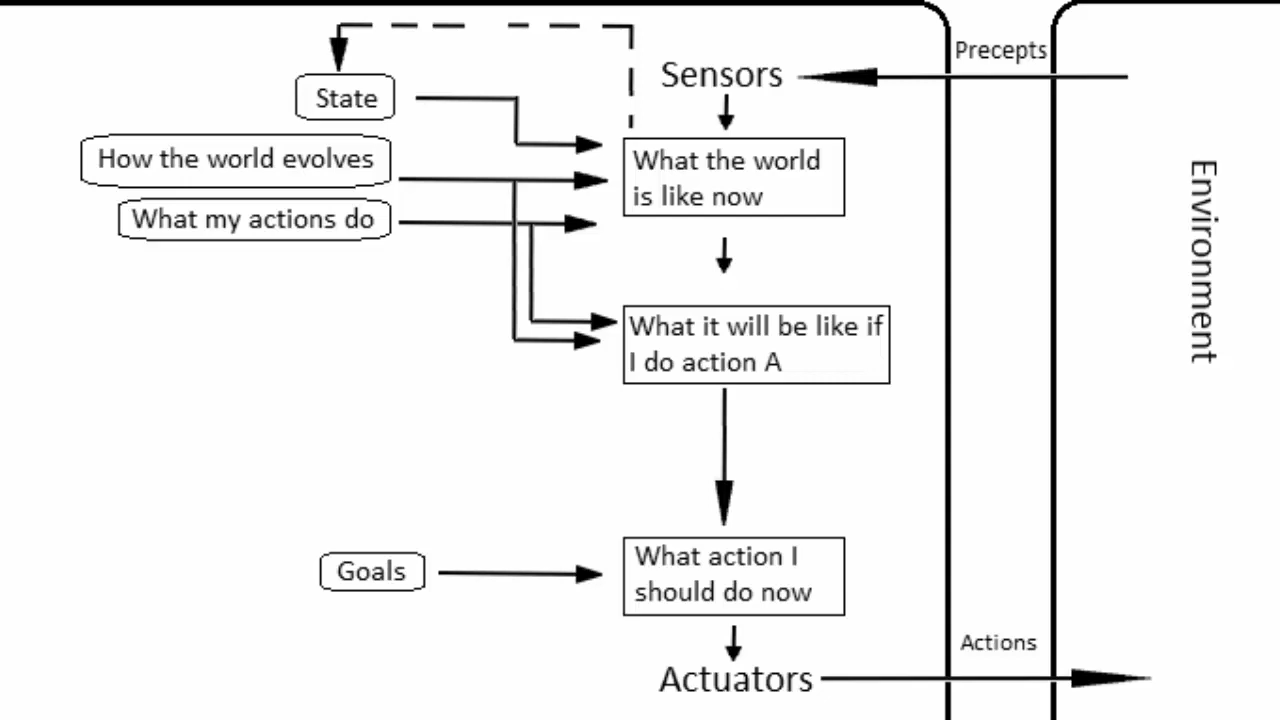 Precepts
Sensors
State
How the world evolves
What the world
is like now
What my actions do
Environment
What it will be like if
I do action A
What action I
should do now
Goals
Actions
Actuators